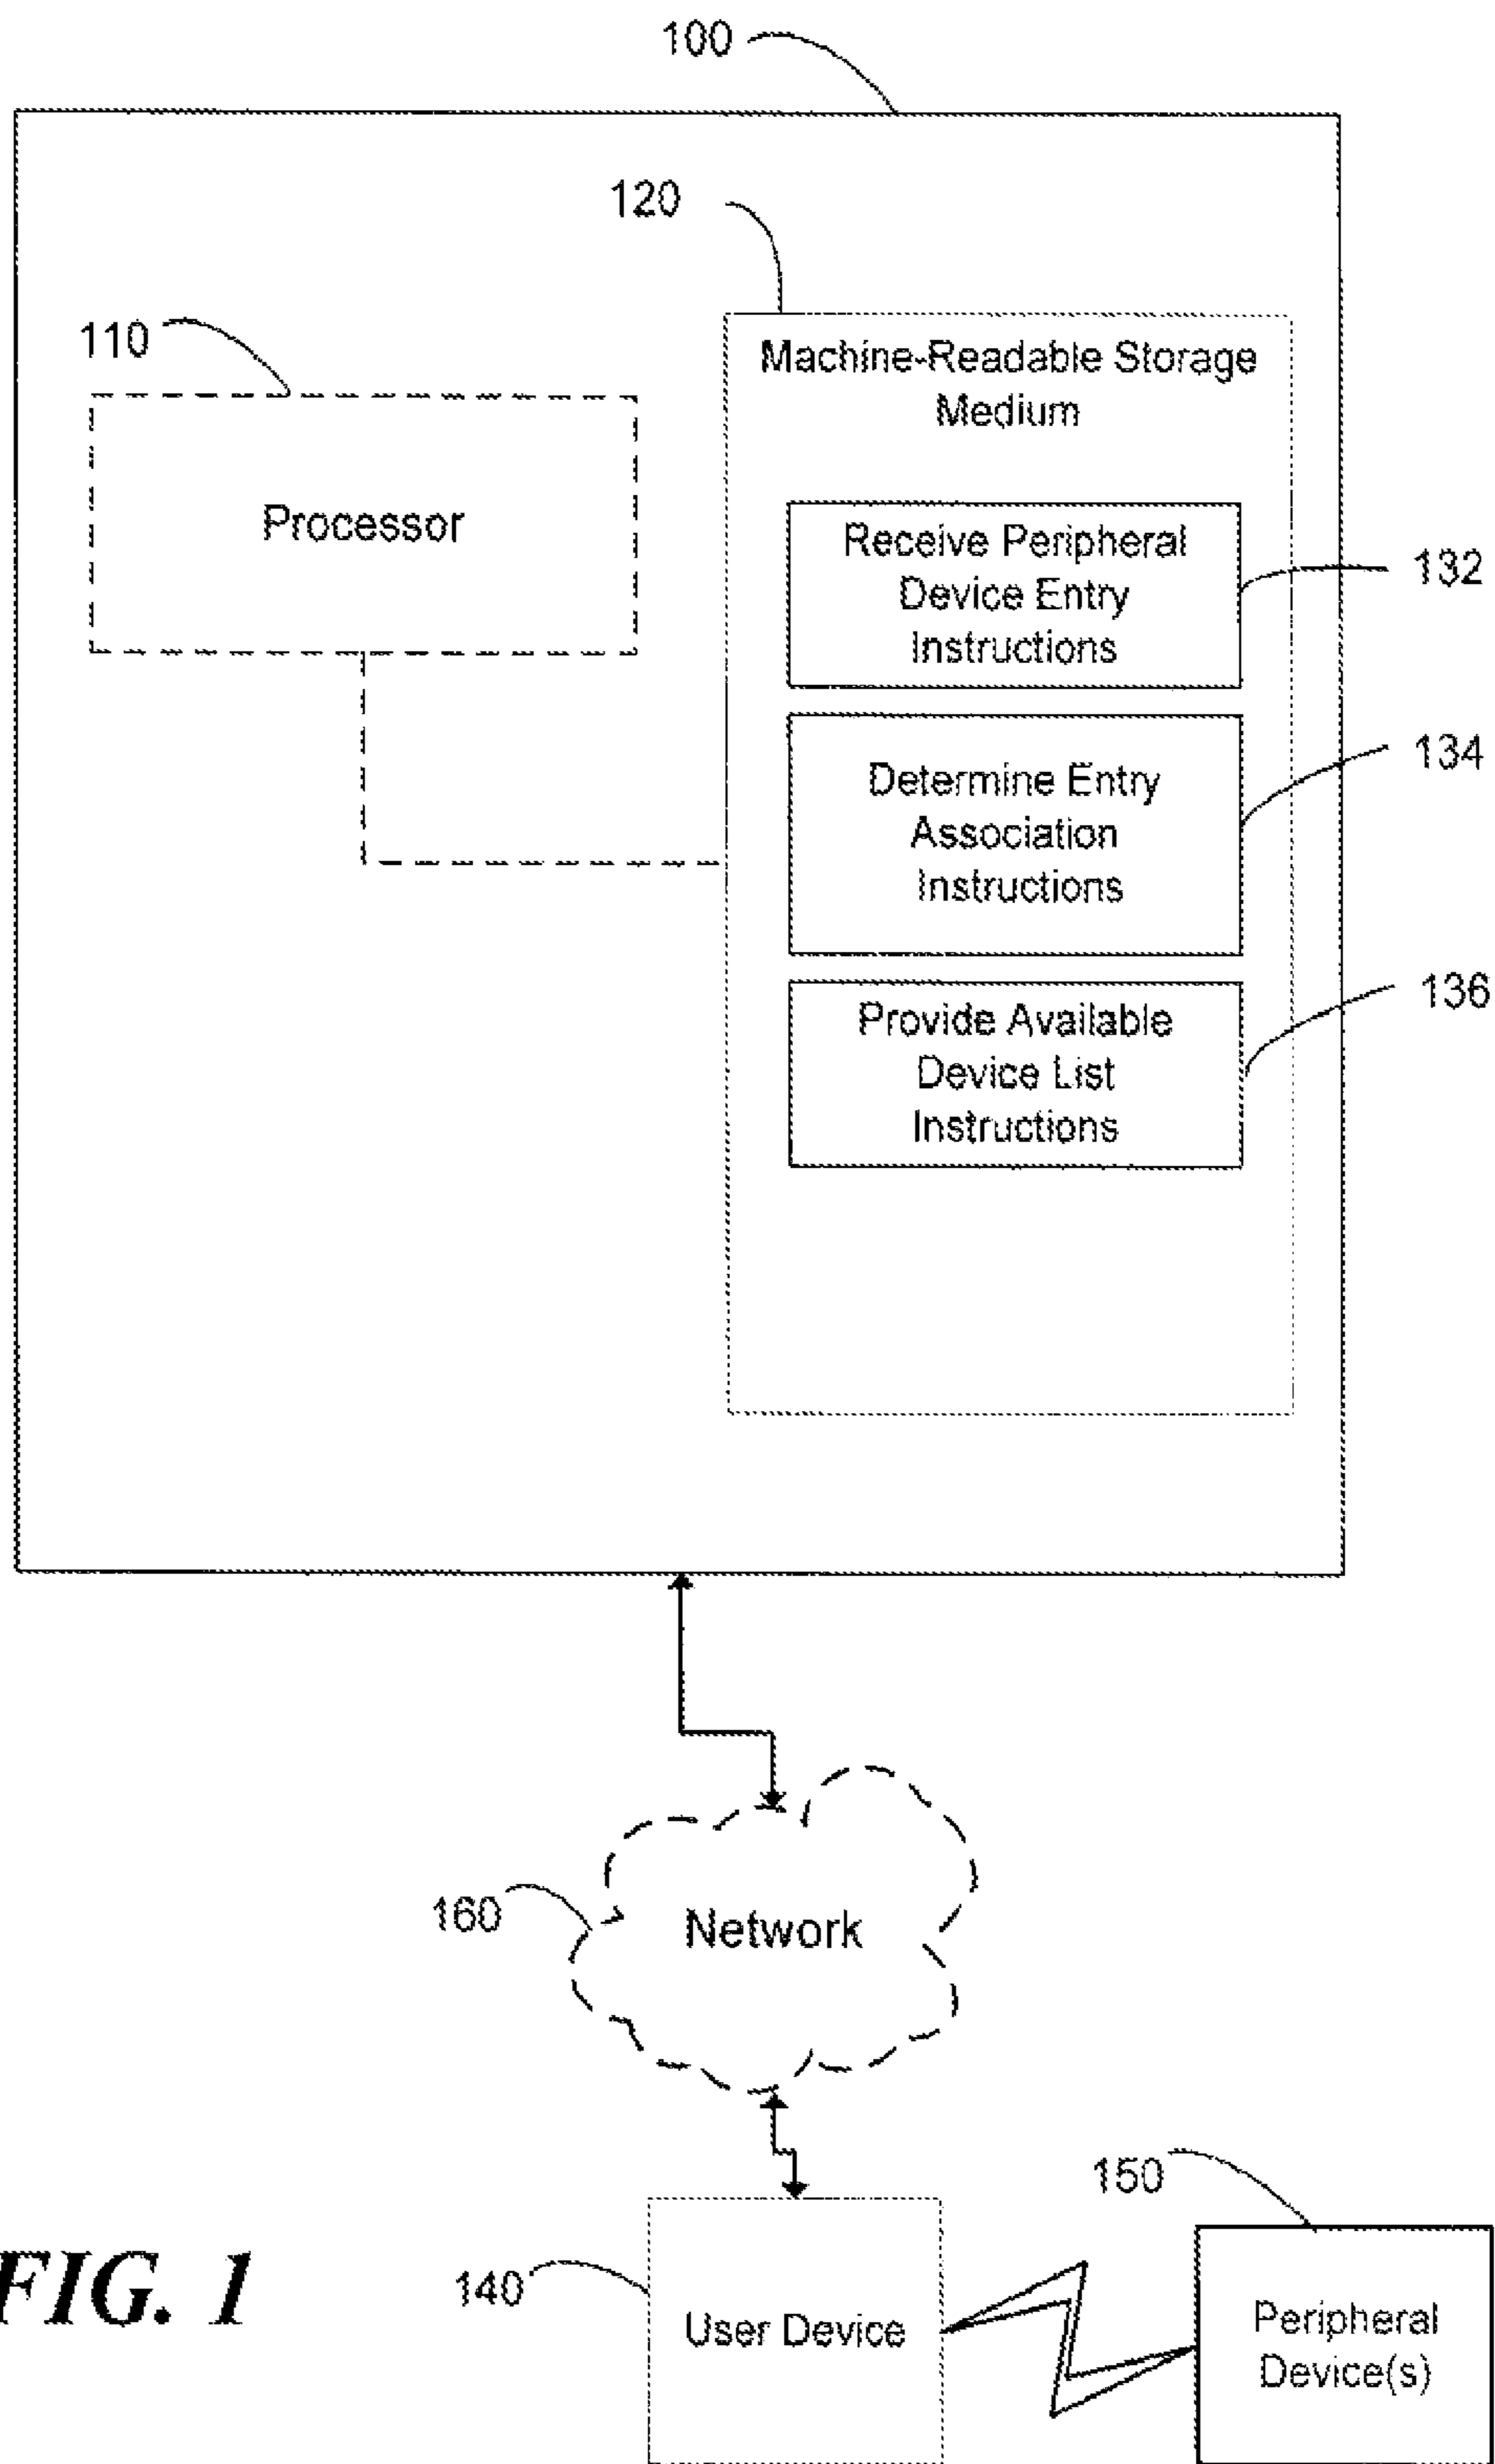 100
120
110
Machine-Readable Storage
Medium
Processor
Receive Peripheral
Device Entry
Instructions
132
Determine Entry
Association
Instructions
134
Provide Available
Device List
Instructions
136
160
Network
150
140
User Device
Peripheral
Device(s)
FIG. 1